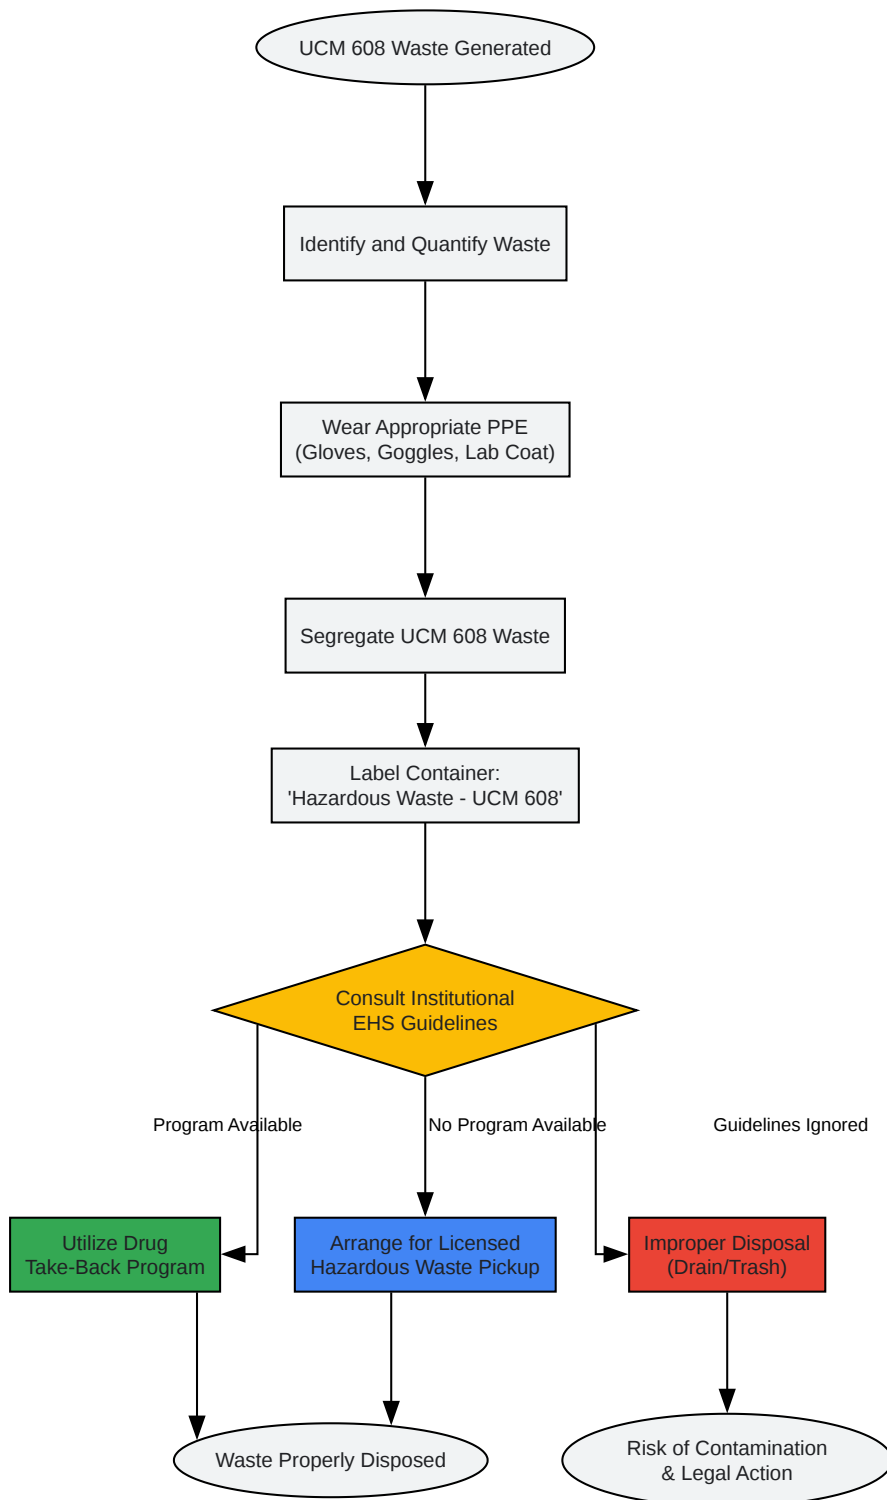 UCM 608 Waste Generated
Identify and Quantify Waste
Wear Appropriate PPE
(Gloves, Goggles, Lab Coat)
Segregate UCM 608 Waste
Label Container:
'Hazardous Waste - UCM 608'
Consult Institutional
EHS Guidelines
Program Available
No Program Available
Guidelines Ignored
Utilize Drug
Take-Back Program
Arrange for Licensed
Hazardous Waste Pickup
Improper Disposal
(Drain/Trash)
Waste Properly Disposed
Risk of Contamination
& Legal Action